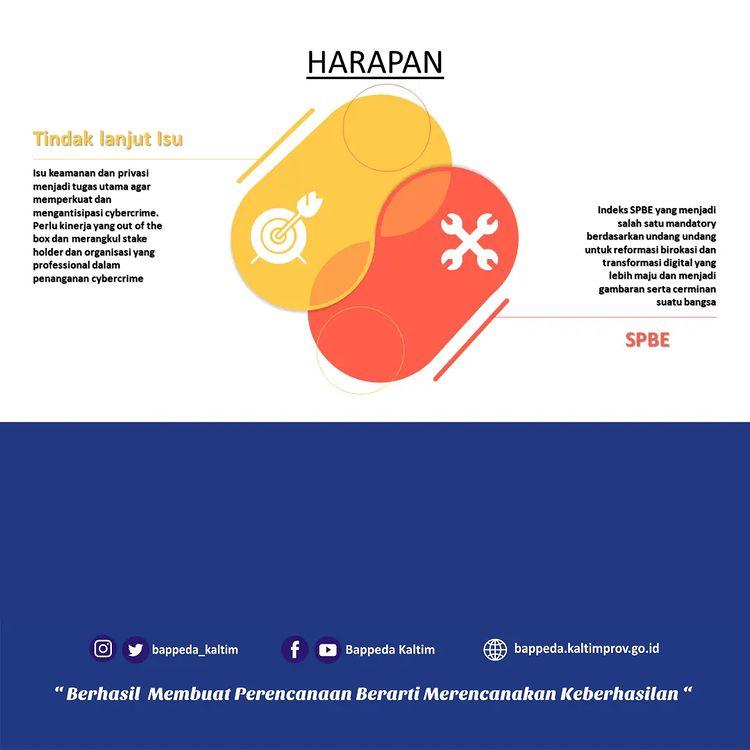 HARAPAN
Tindak lanjut Isu
Isu keamanan dan privasi
menjadi tugas utama agar
memperkuat dan
mengantisipasi cybercrime.
Perlu kinerja yang out of the
box dan merangkul stake
holder dan organisasi yang
professional dalam
penanganan cybercrime
Indeks SPBE yang menjadi
salah satu mandatory
berdasarkan undang undang
untuk reformasi birokasi dan
transformasi digital yang
lebih maju dan menjadi
gambaran serta cerminan
suatu bangsa
SPBE
bappeda_kaltim
Bappeda Kaltim
bappeda.kaltimprov.go.id
“ Berhasil Membuat Perencanaan Berarti Merencanakan Keberhasilan “